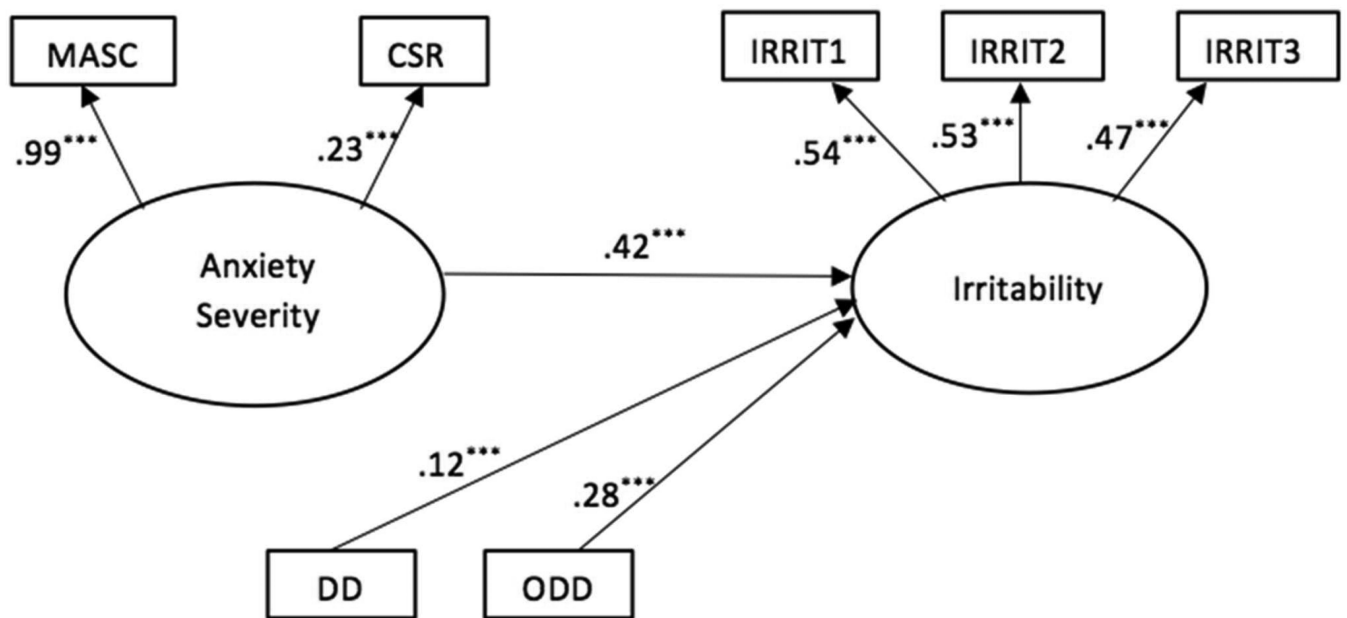 MASC
CSR
IRRIT1
IRRIT2
IRRIT3
.99***
.23***
.54***
.53***
.47***
Anxiety
Severity
.42***
Irritability
.12***
.28***
DD
ODD